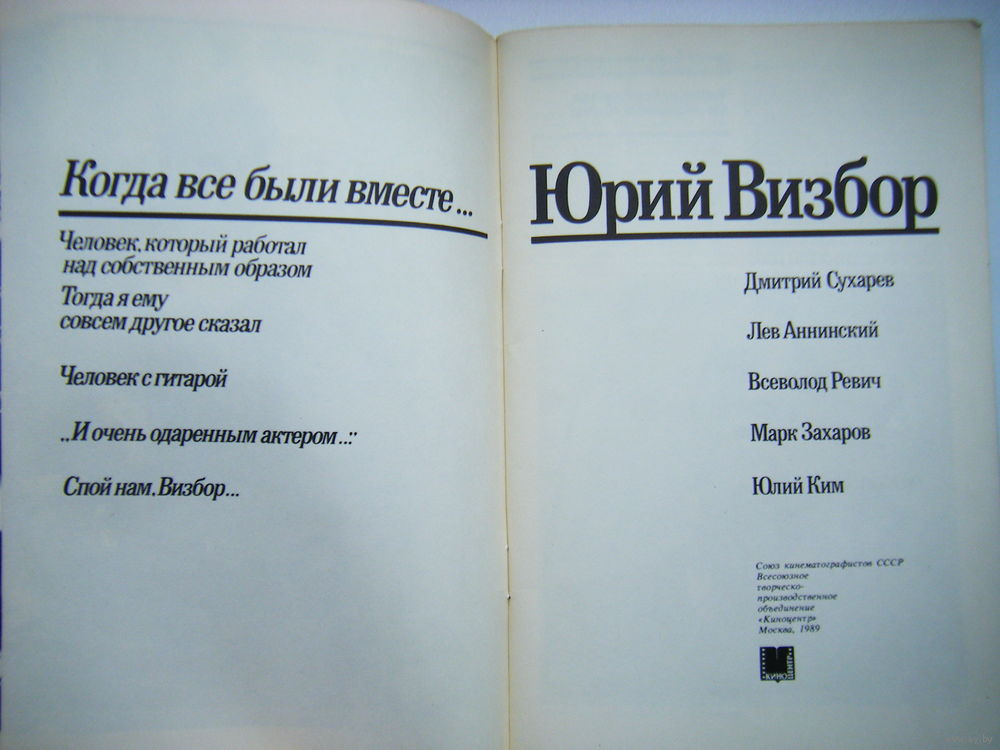 Когда все были вместе...
Человек, который работал
над собственным образом
Тогда я ему
совсем другое сказал
Человек с гитарой
„И очень одаренным актером..."
Спой нам, Визбор...
Юрий Визбор
Дмитрий Сухарев
Лев Аннинский
Всеволод Ревич
Марк Захаров
Юлий Ким
Союз кинематографистов СССР
Всесоюзное
творческо-
производственное
объединение
«Киноцентр»
Москва, 1989
КИНО
ЦЕНТР